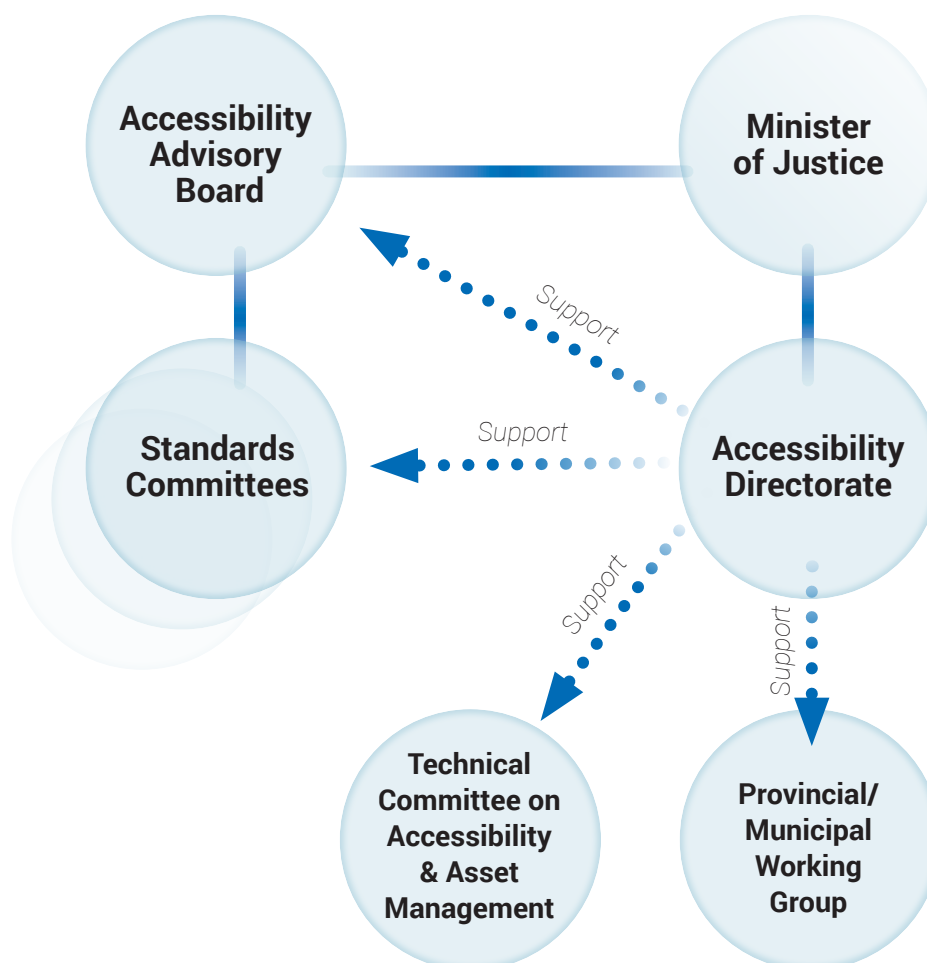 Accessibility
Advisory
Board
Minister
of Justice
Support
Support
Standards
Committees
Accessibility
Directorate
Support
Support
Technical
Committee on
Accessibility
& Asset
Management
Provincial/
Municipal
Working
Group